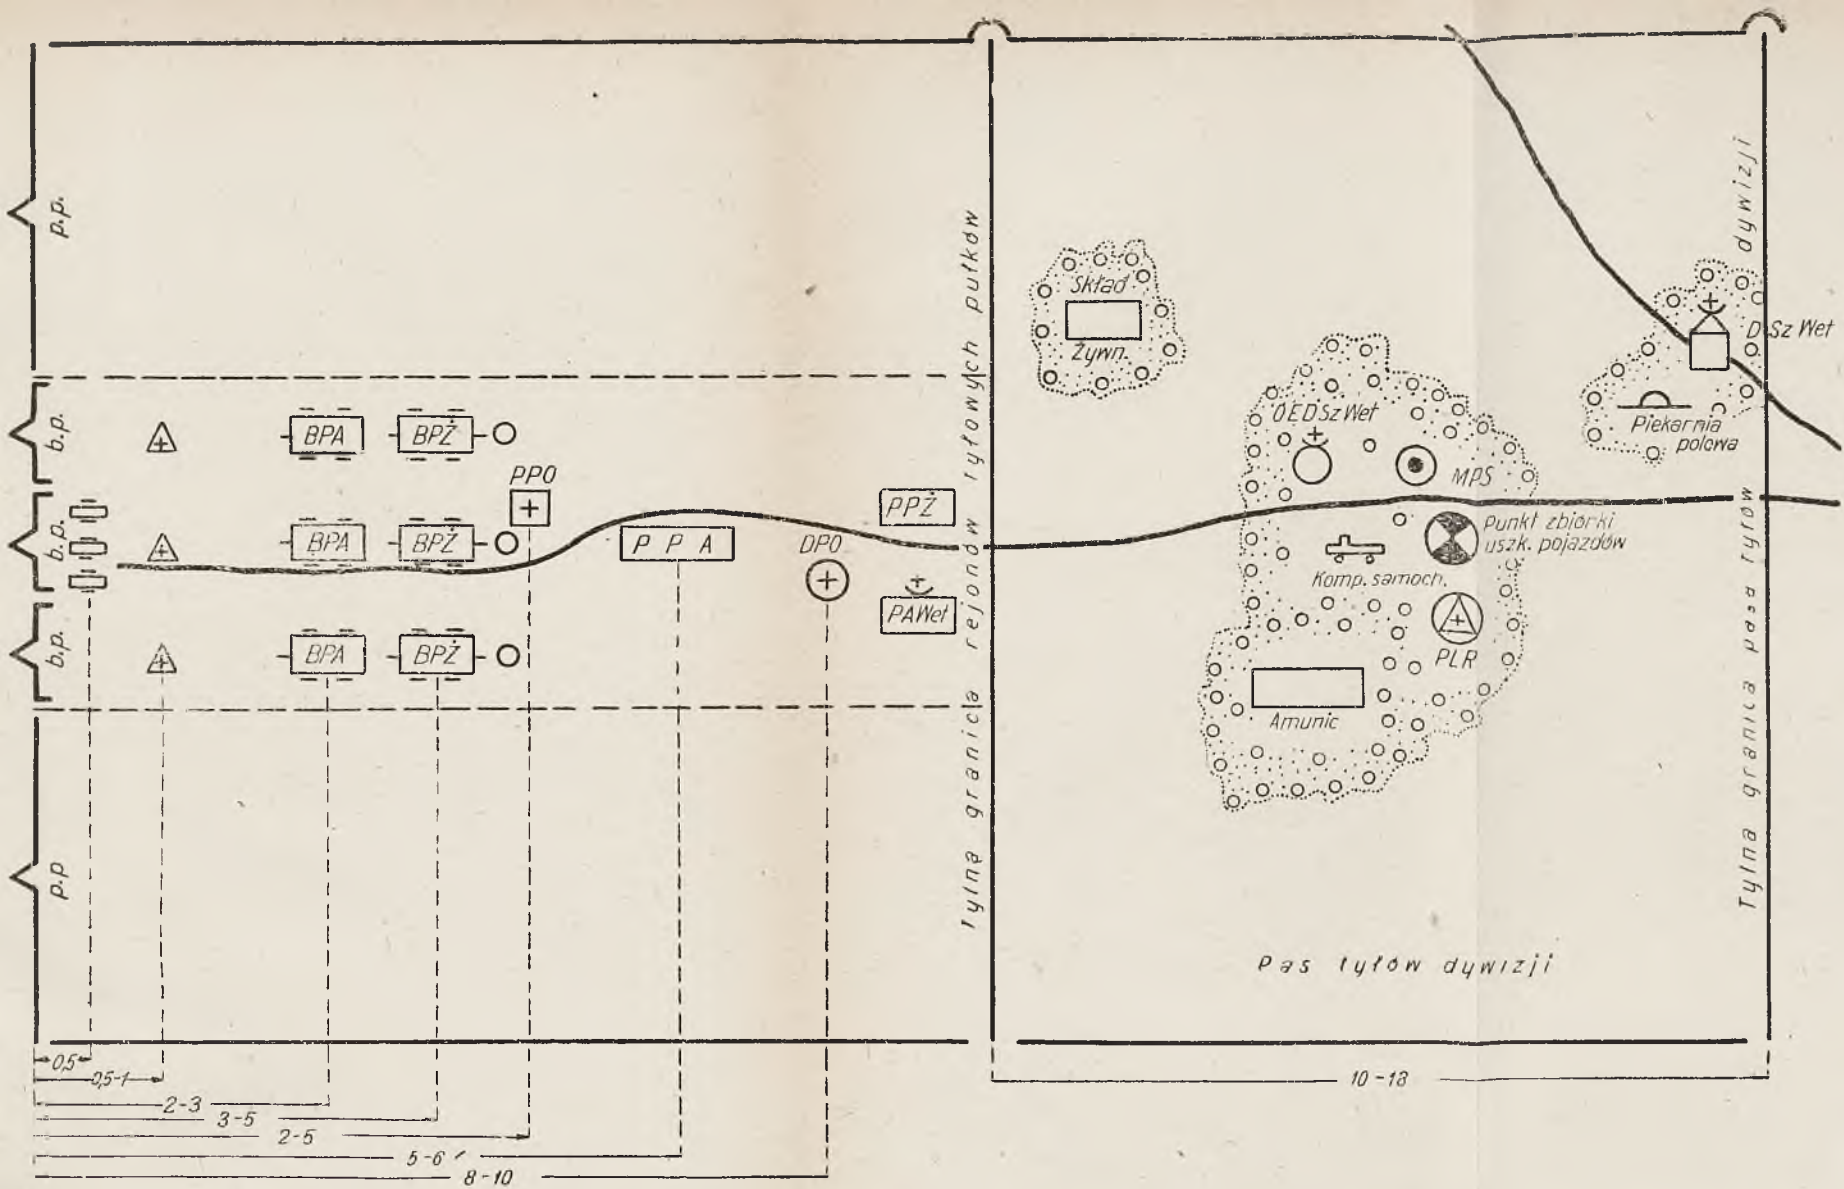 p.p.
b.p.
b.p.
b.p.
p.p
BPA
BPŻ
BPA
BPŻ
BPA
BPŻ
PPO
P P A
DPO
PPŻ
PAWet
Tylna granica rejonów tyłowych pułków
Skład
Żywn.
OEDSzWet
MPS
Punkt zbiórki
uszk. pojazdów
Komp. samoch.
PLR
Amunic
DSzWet
Piekarnia
polowa
Tylna granica pasa tyłów dywizji
Pas tyłów dywizji
0,5
0,5-1
2-3
3-5
2-5
5-6
8-10
10-18